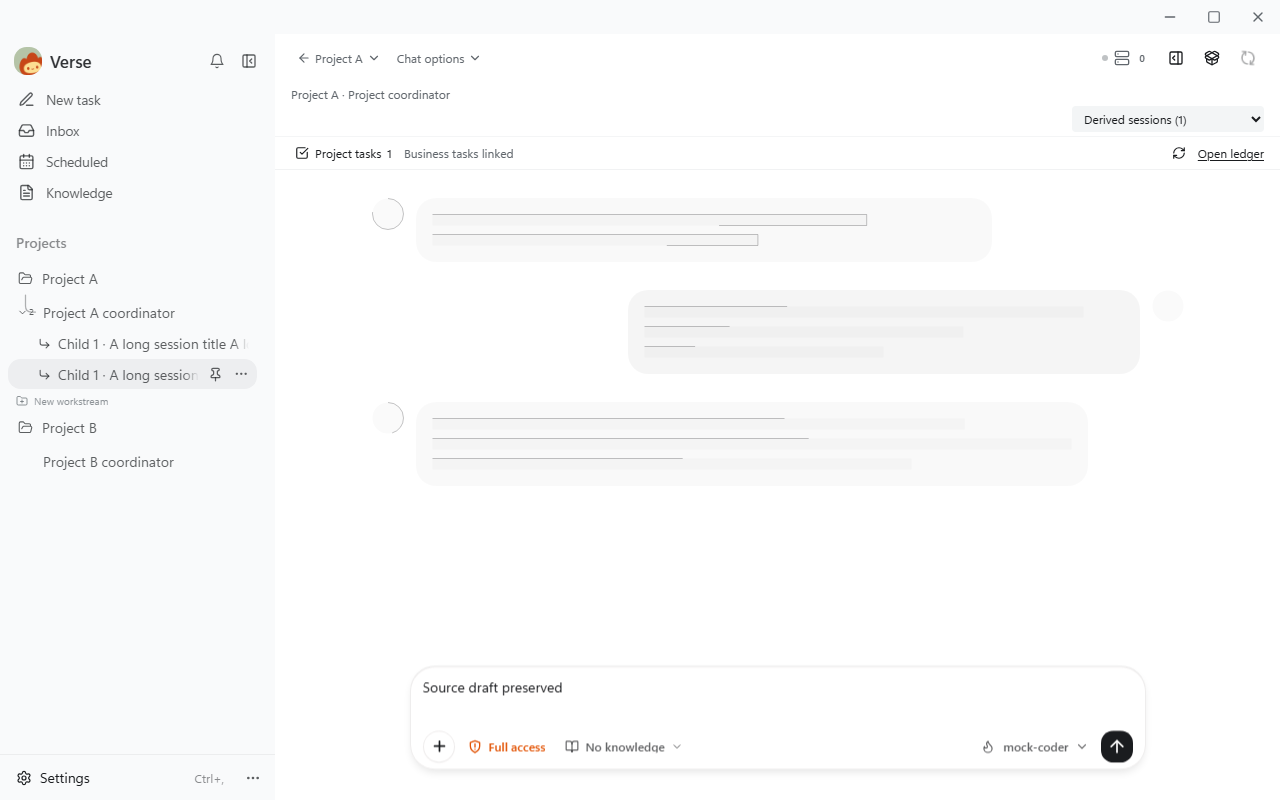 Verse
New task
Inbox
Scheduled
Knowledge
Projects
Project A
Project A coordinator
Child 1 · A long session title A l
Child 1 · A long session
New workstream
Project B
Project B coordinator
Settings
Ctrl+,
Project A
Chat options
0
Project A · Project coordinator
Derived sessions (1)
Project tasks 1
Business tasks linked
Open ledger
Source draft preserved
Full access
No knowledge
mock-coder